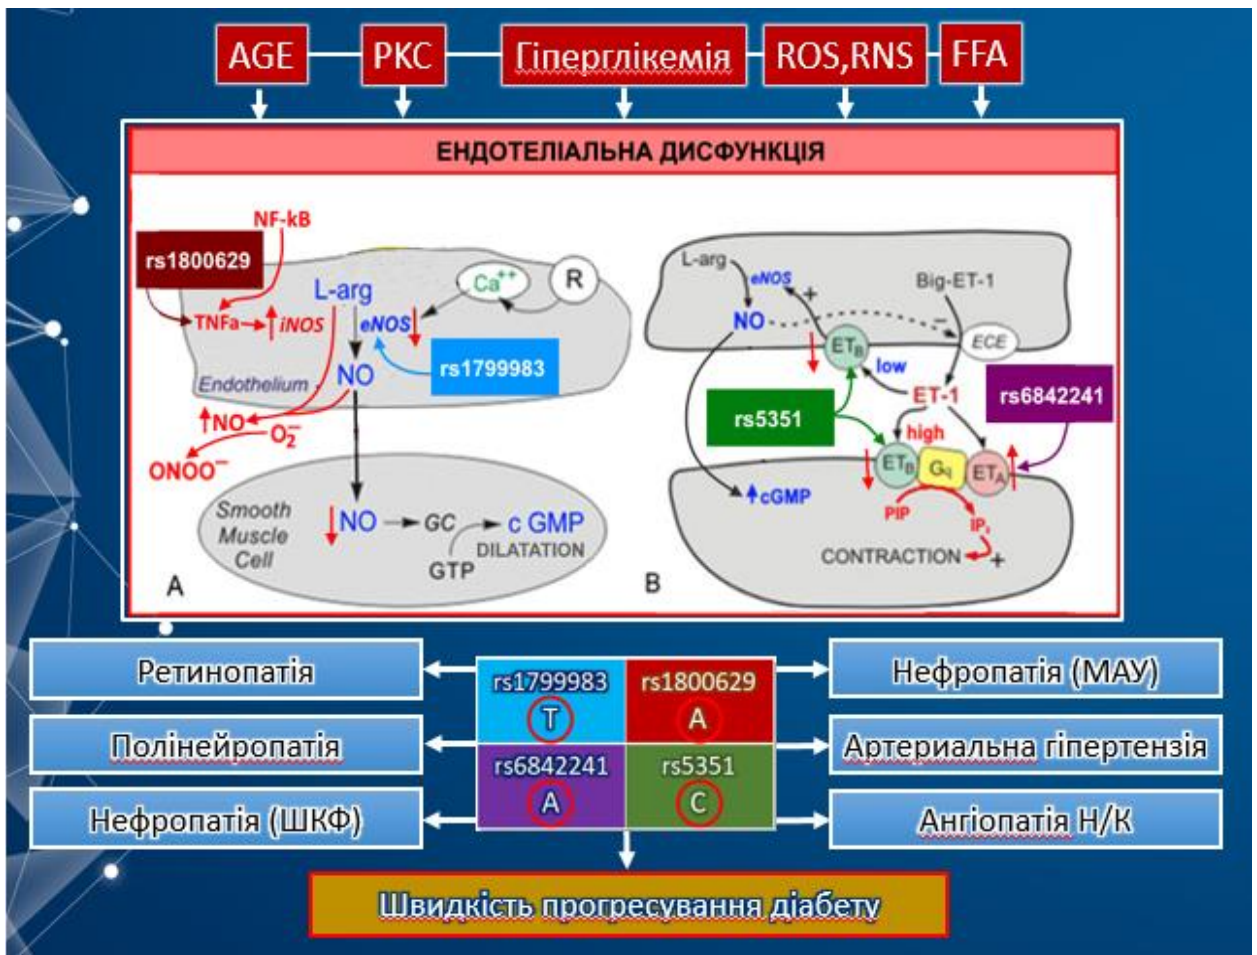 AGE
PKC
Гіперглікемія
ROS,RNS
FFA
ЕНДОТЕЛІАЛЬНА ДИСФУНКЦІЯ
NF-kB
rs1800629
L-arg
Ca++
R
TNFa
iNOS
eNOS
rs1799983
Endothelium
NO
↑NO
O2−
ONOO−
Smooth
Muscle
Cell
NO
GC
c GMP
DILATATION
GTP
A
L-arg
eNOS
+
Big-ET-1
NO
−
ECE
ETB
low
ET-1
rs6842241
rs5351
high
ETB
Gq
ETA
cGMP
PIP
CONTRACTION
+
B
Ретинопатія
rs1799983
rs1800629
Нефропатія (МАУ)
T
A
Полінейропатія
Артериальна гіпертензія
rs6842241
rs5351
Нефропатія (ШКФ)
A
C
Ангіопатія Н/К
Швидкість прогресування діабету